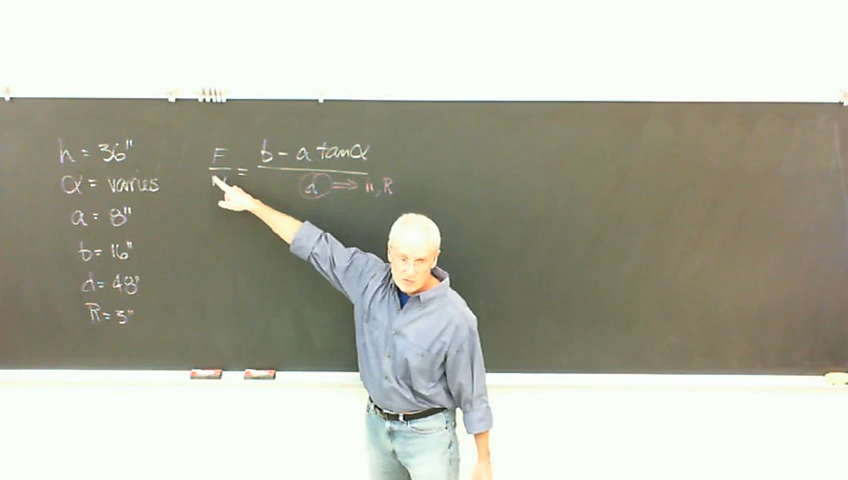 h = 36"
α = varies
a = 8"
b = 16"
d = 48"
R = 3"
F
= b - a tanα
d ⇒ h, R